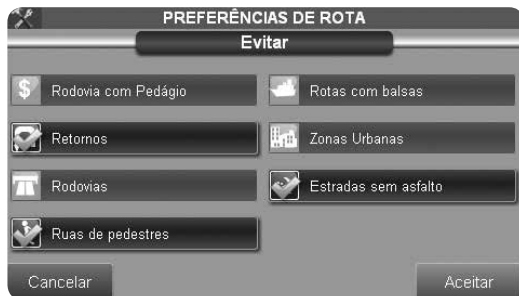 PREFERÊNCIAS DE ROTA
Evitar
$ Rodovia com Pedágio
Rotas com balsas
Retornos
Zonas Urbanas
Rodovias
Estradas sem asfalto
Ruas de pedestres
Cancelar
Aceitar